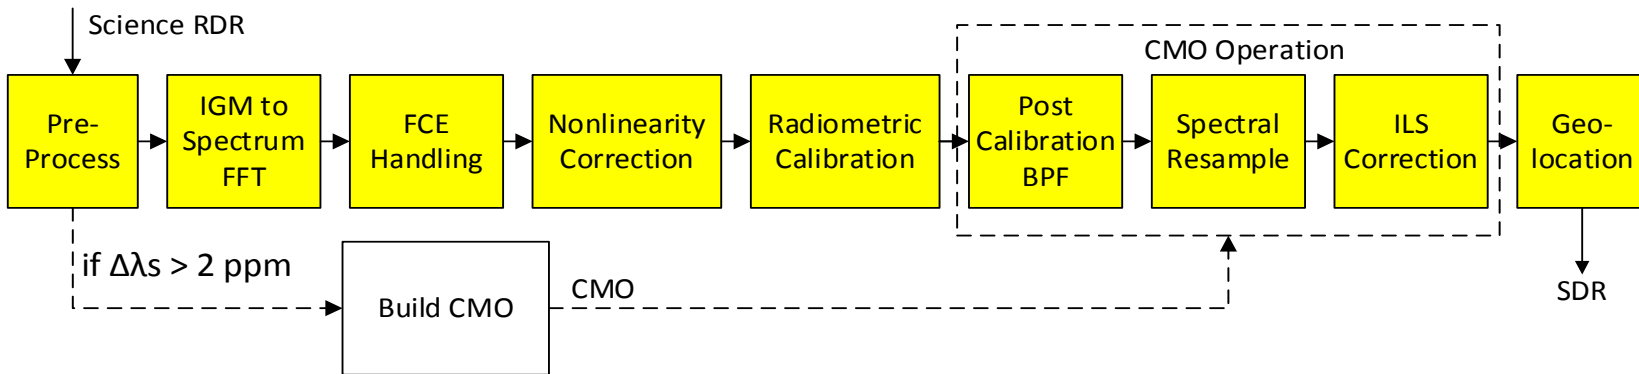 Science RDR
CMO Operation
Pre-
Process
IGM to
Spectrum
FFT
FCE
Handling
Nonlinearity
Correction
Radiometric
Calibration
Post
Calibration
BPF
Spectral
Resample
ILS
Correction
Geo-
location
if Δλs > 2 ppm
Build CMO
CMO
SDR